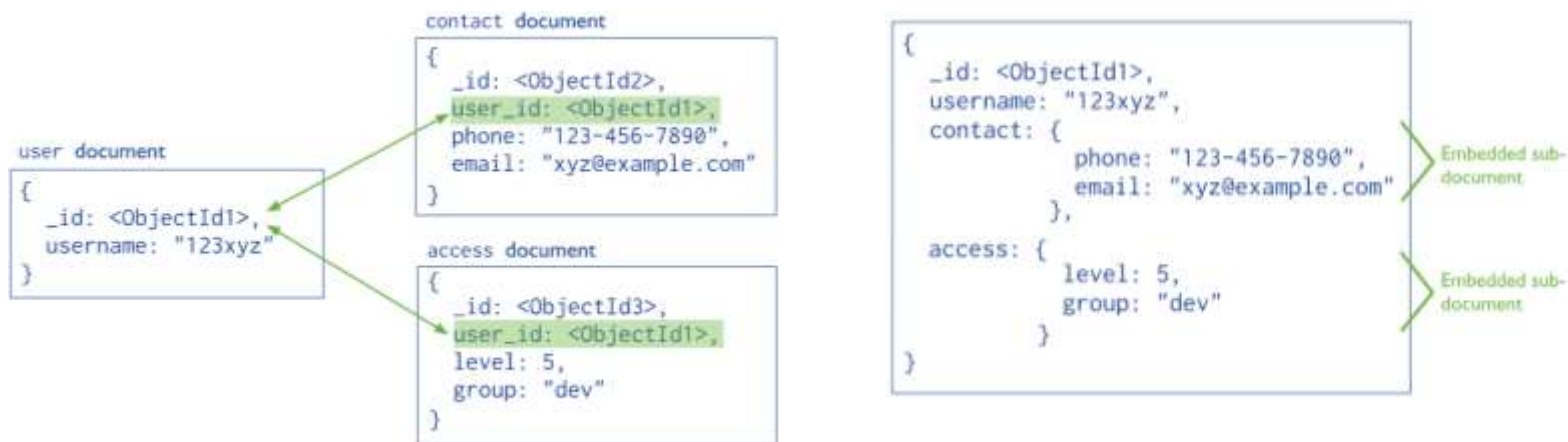 user document
{
_id: <ObjectId1>,
username: "123xyz"
}
contact document
{
_id: <ObjectId2>,
user_id: <ObjectId1>,
phone: "123-456-7890",
email: "xyz@example.com"
}
access document
{
_id: <ObjectId3>,
user_id: <ObjectId1>,
level: 5,
group: "dev"
}
{
_id: <ObjectId1>,
username: "123xyz",
contact: {
phone: "123-456-7890",
email: "xyz@example.com"
},
access: {
level: 5,
group: "dev"
}
}
Embedded sub-
document
Embedded sub-
document